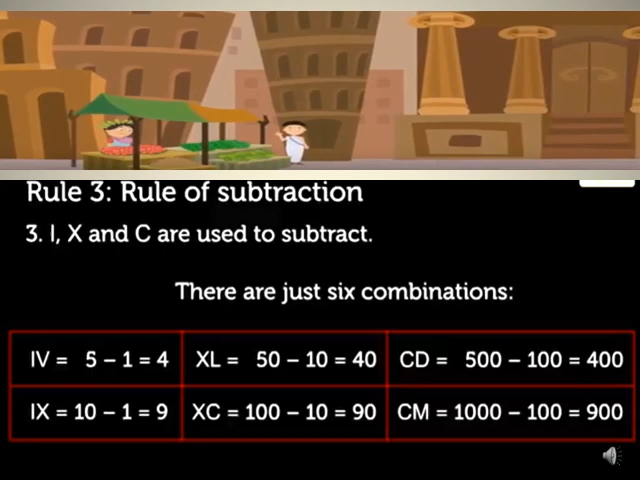 Rule 3: Rule of subtraction
3. I, X and C are used to subtract.
There are just six combinations:
IV = 5 – 1 = 4 XL = 50 – 10 = 40 CD = 500 – 100 = 400
IX = 10 – 1 = 9 XC = 100 – 10 = 90 CM = 1000 – 100 = 900